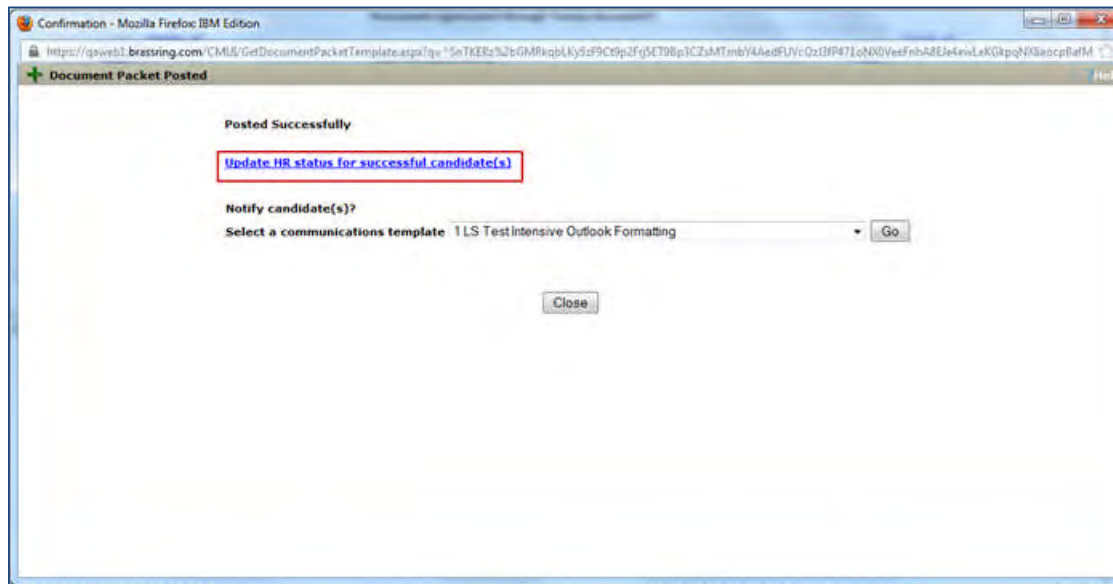 Confirmation - Mozilla Firefox: IBM Edition
Document Packet Posted
Posted Successfully
Update HR status for successful candidate(s)
Notify candidate(s)?
Select a communications template 1 LS Test Intensive Outlook Formatting Go
Close